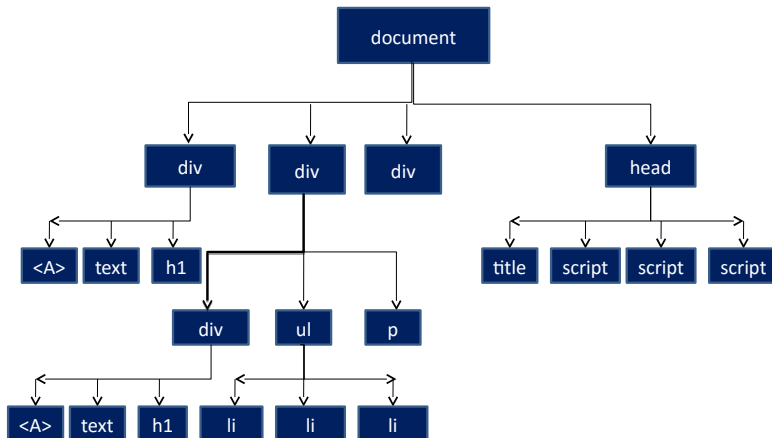 document
div
div
div
head
<A>
text
h1
title
script
script
script
div
ul
p
<A>
text
h1
li
li
li